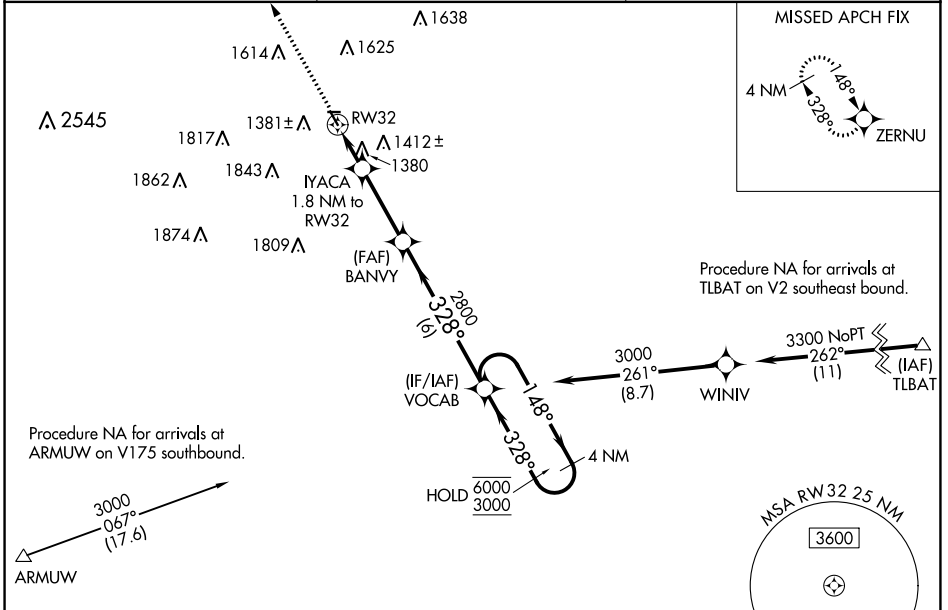 1638
1614
1625
MISSED APCH FIX
4 NM
148°
328°
ZERNU
2545
1817
1381±
RW32
1412±
1380
1862
1843
IYACA
1.8 NM to
RW32
1874
1809
(FAF)
BANVY
Procedure NA for arrivals at
TLBAT on V2 southeast bound.
2800
328°
(6)
3300 NoPT
262°
(11)
(IAF)
TLBAT
3000
261°
(8.7)
WINIV
(IF/IAF)
VOCAB
148°
328°
4 NM
HOLD 6000
3000
Procedure NA for arrivals at
ARMUW on V175 southbound.
3000
067°
(17.6)
ARMUW
MSA RW32 25 NM
3600